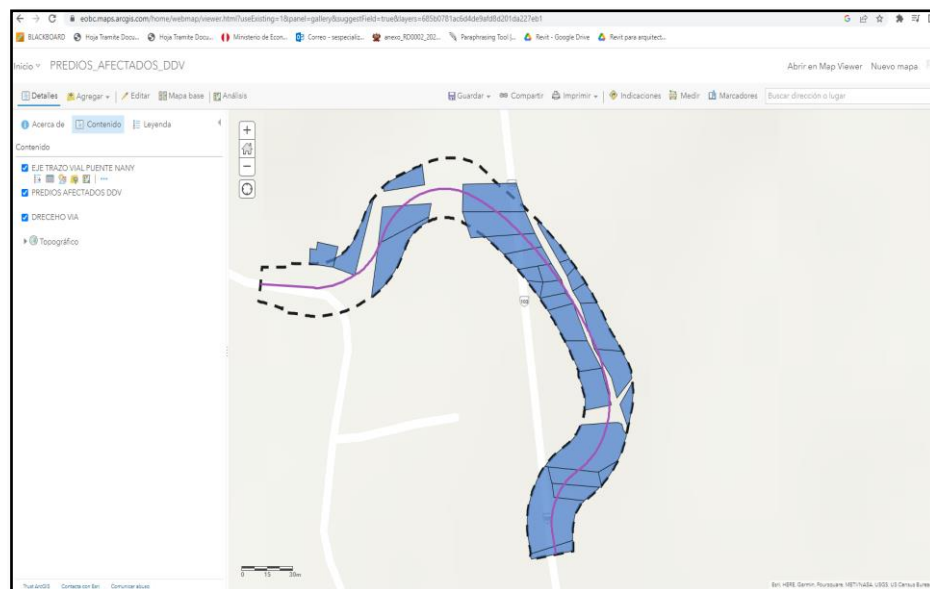 eobc.maps.arcgis.com/home/webmap/viewer.html?useExisting=1&panel=gallery&suggestField=true&layers=685b0781ac6d4de9afd8d201da227eb1
BLACKBOARD Hoja Tramite Docu... Hoja Tramite Docu... Ministerio de Econ... Correo - sespecializ... anexo_RD0002_202... Paraphrasing Tool |... Revit - Google Drive Revit para arquitect...
Inicio PREDIOS_AFECTADOS_DDV Abrir en Map Viewer Nuevo mapa
Detalles Agregar Editar Mapa base Análisis Guardar Compartir Imprimir Indicaciones Medir Marcadores Buscar dirección o lugar
Acerca de Contenido Leyenda
Contenido
EJE TRAZO VIAL PUENTE NANY
PREDIOS AFECTADOS DDV
DRECEHO VIA
Topográfico
0 15 30m
Trust ArcGIS Contacta con Esri Comunicar abuso
Esri, HERE, Garmin, Foursquare, METI/NASA, USGS, US Census Burea